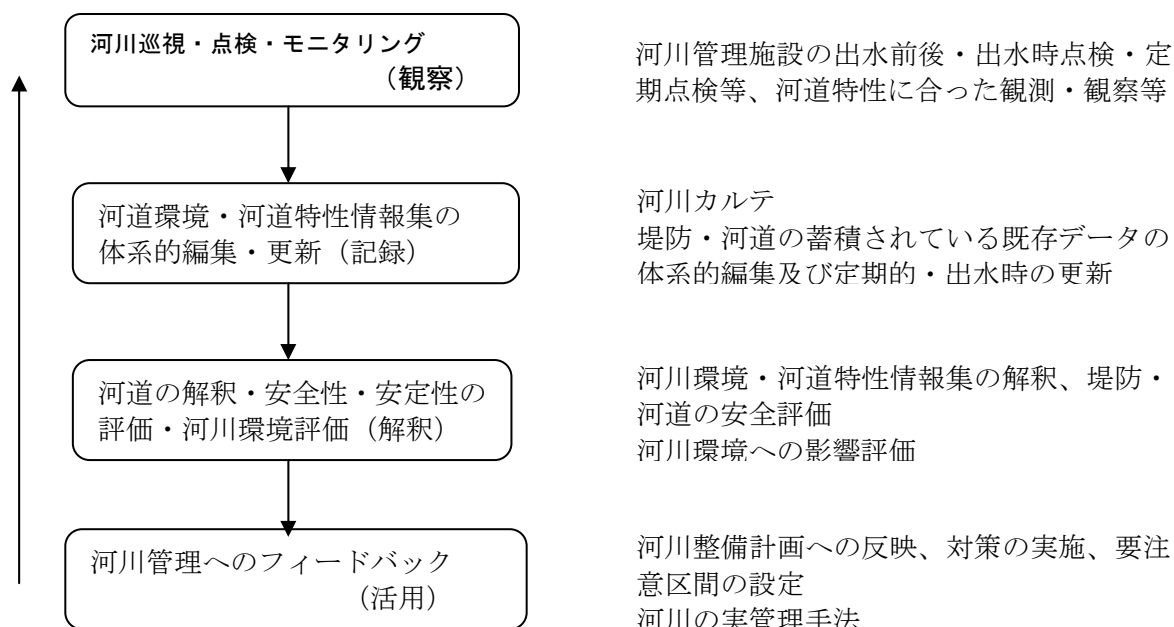 河川巡視・点検・モニタリング
（観察）
河川管理施設の出水前後・出水時点検・定
期点検等、河道特性に合った観測・観察等
河道環境・河道特性情報集の
体系的編集・更新（記録）
河川カルテ
堤防・河道の蓄積されている既存データの
体系的編集及び定期的・出水時の更新
河道の解釈・安全性・安定性の
評価・河川環境評価（解釈）
河川環境・河道特性情報集の解釈、堤防・
河道の安全評価
河川環境への影響評価
河川管理へのフィードバック
（活用）
河川整備計画への反映、対策の実施、要注
意区間の設定
河川の実管理手法